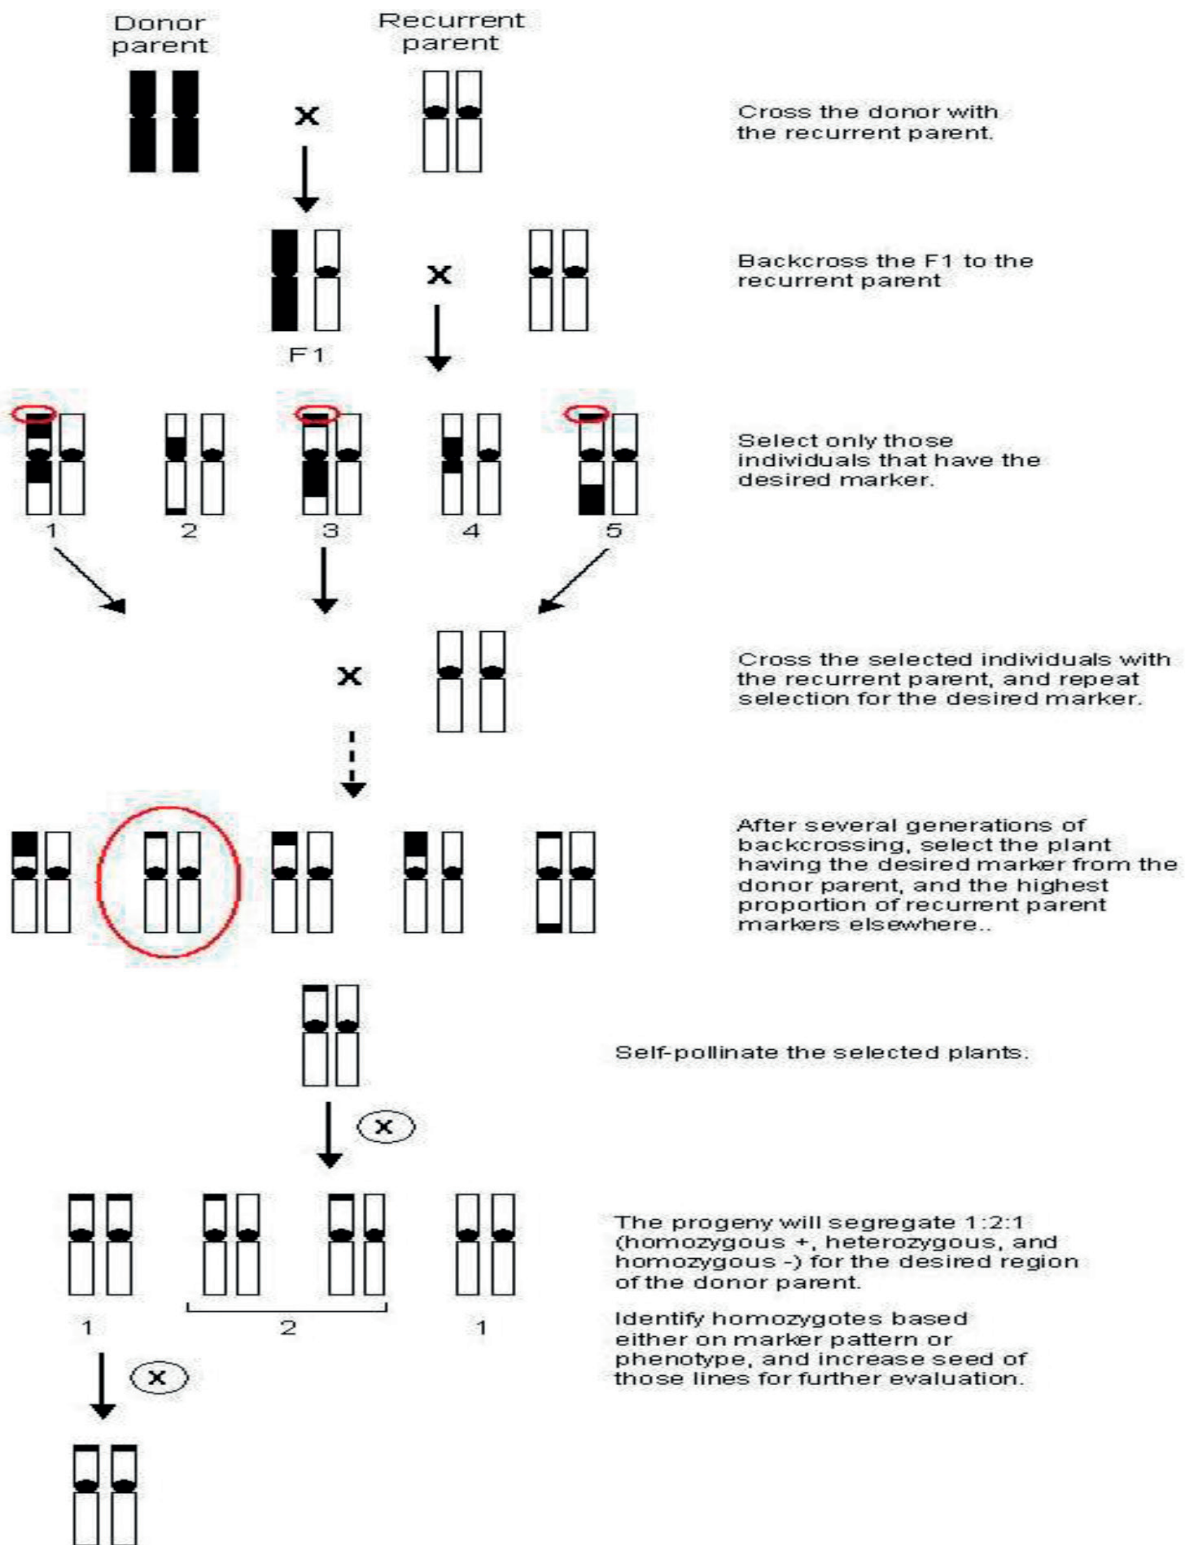 Donor
parent
Recurrent
parent
X
Cross the donor with
the recurrent parent.
X
Backcross the F1 to the
recurrent parent
F1
Select only those
individuals that have the
desired marker.
1 2 3 4 5
X
Cross the selected individuals with
the recurrent parent, and repeat
selection for the desired marker.
After several generations of
backcrossing, select the plant
having the desired marker from the
donor parent, and the highest
proportion of recurrent parent
markers elsewhere..
Self-pollinate the selected plants.
X
The progeny will segregate 1:2:1
(homozygous +, heterozygous, and
homozygous -) for the desired region
of the donor parent.
1 2 1
Identify homozygotes based
either on marker pattern or
phenotype, and increase seed of
those lines for further evaluation.
X